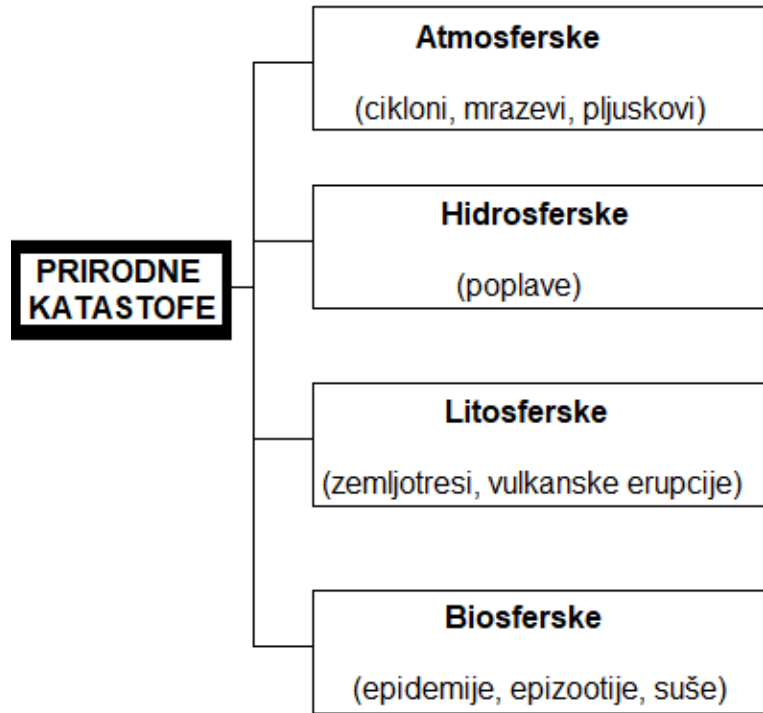 Atmosferske
(cikloni, mrazevi, pljuskovi)
Hidrosferske
(poplave)
PRIRODNE
KATASTOFE
Litosferske
(zemljotresi, vulkanske erupcije)
Biosferske
(epidemije, epizootije, suše)